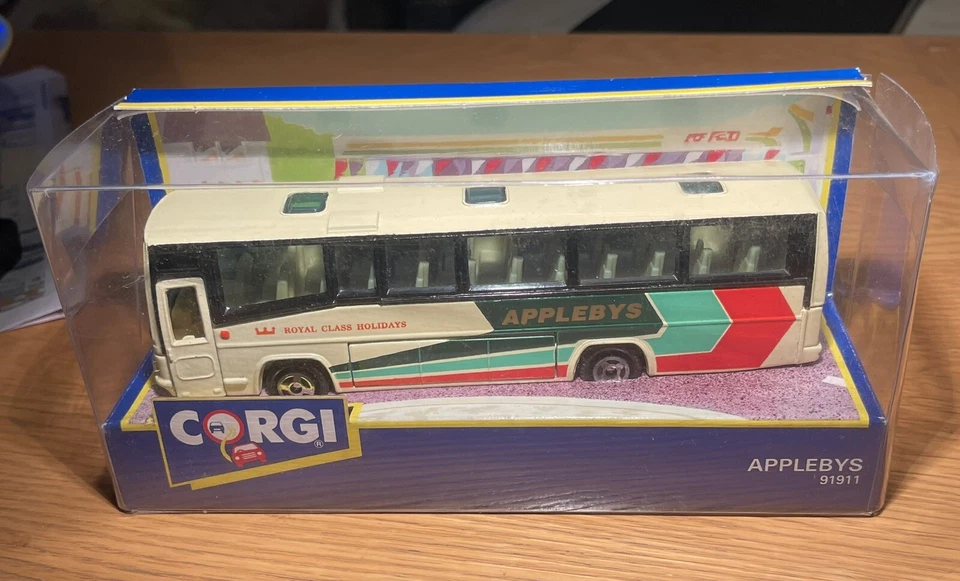 ROYAL CLASS HOLIDAYS
APPLEBYS
CORGI®
APPLEBYS
91911